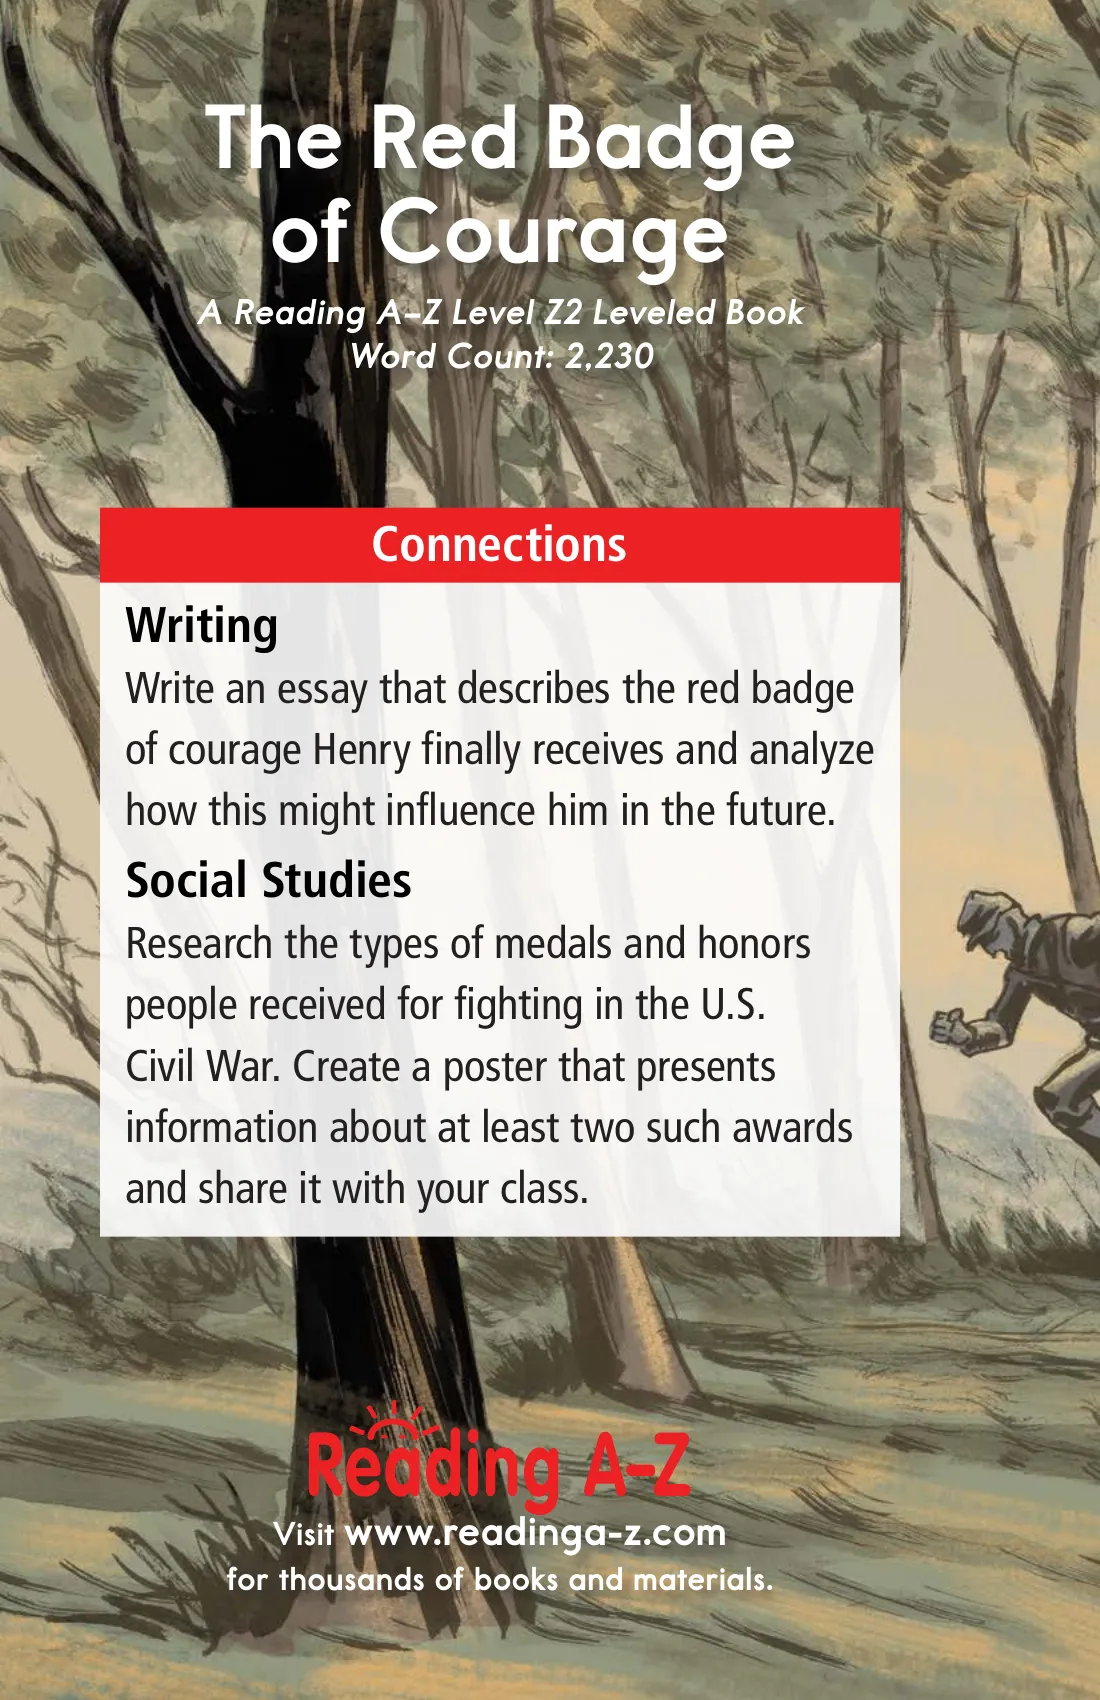 The Red Badge
of Courage
A Reading A–Z Level Z2 Leveled Book
Word Count: 2,230
Connections
Writing
Write an essay that describes the red badge
of courage Henry finally receives and analyze
how this might influence him in the future.
Social Studies
Research the types of medals and honors
people received for fighting in the U.S.
Civil War. Create a poster that presents
information about at least two such awards
and share it with your class.
Reading A–Z
Visit www.readinga-z.com
for thousands of books and materials.